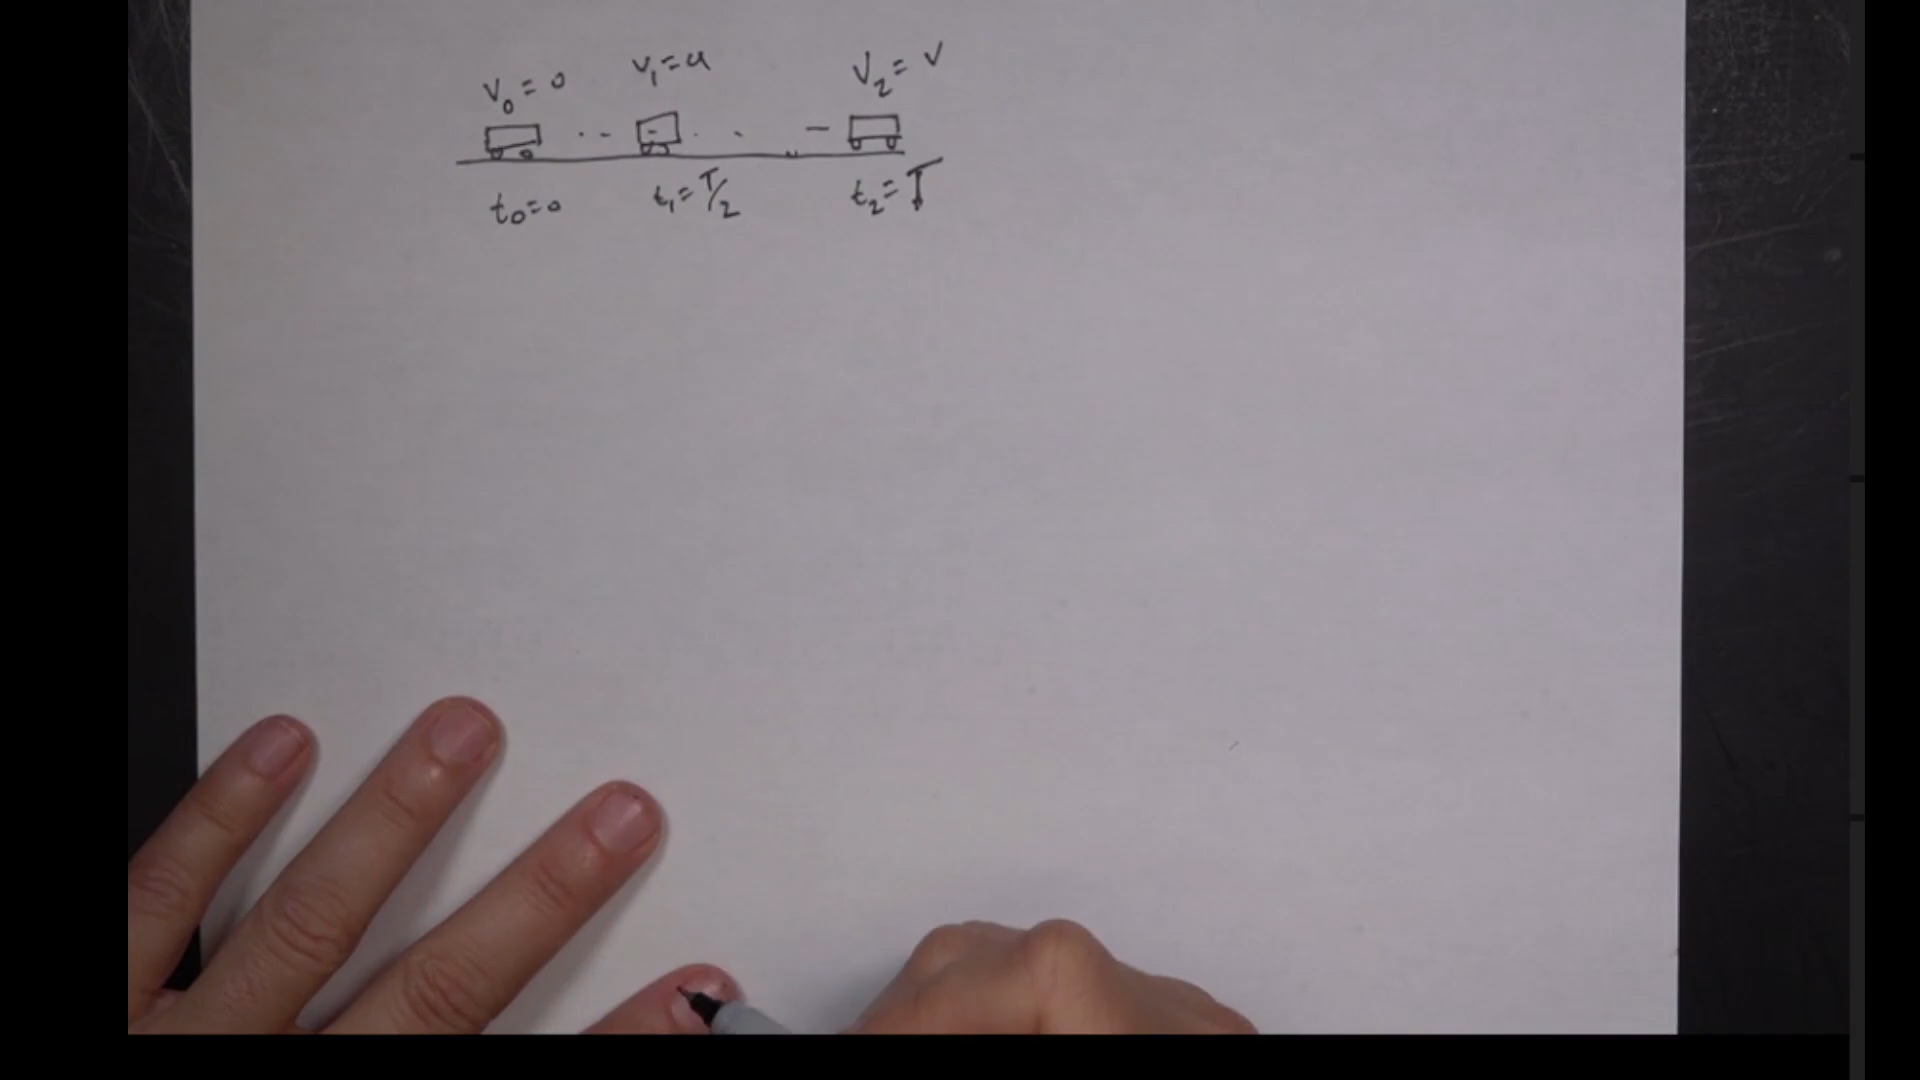 v₀ = 0 v₁ = u v₂ = v
t₀ = 0 t₁ = T/2 t₂ = T